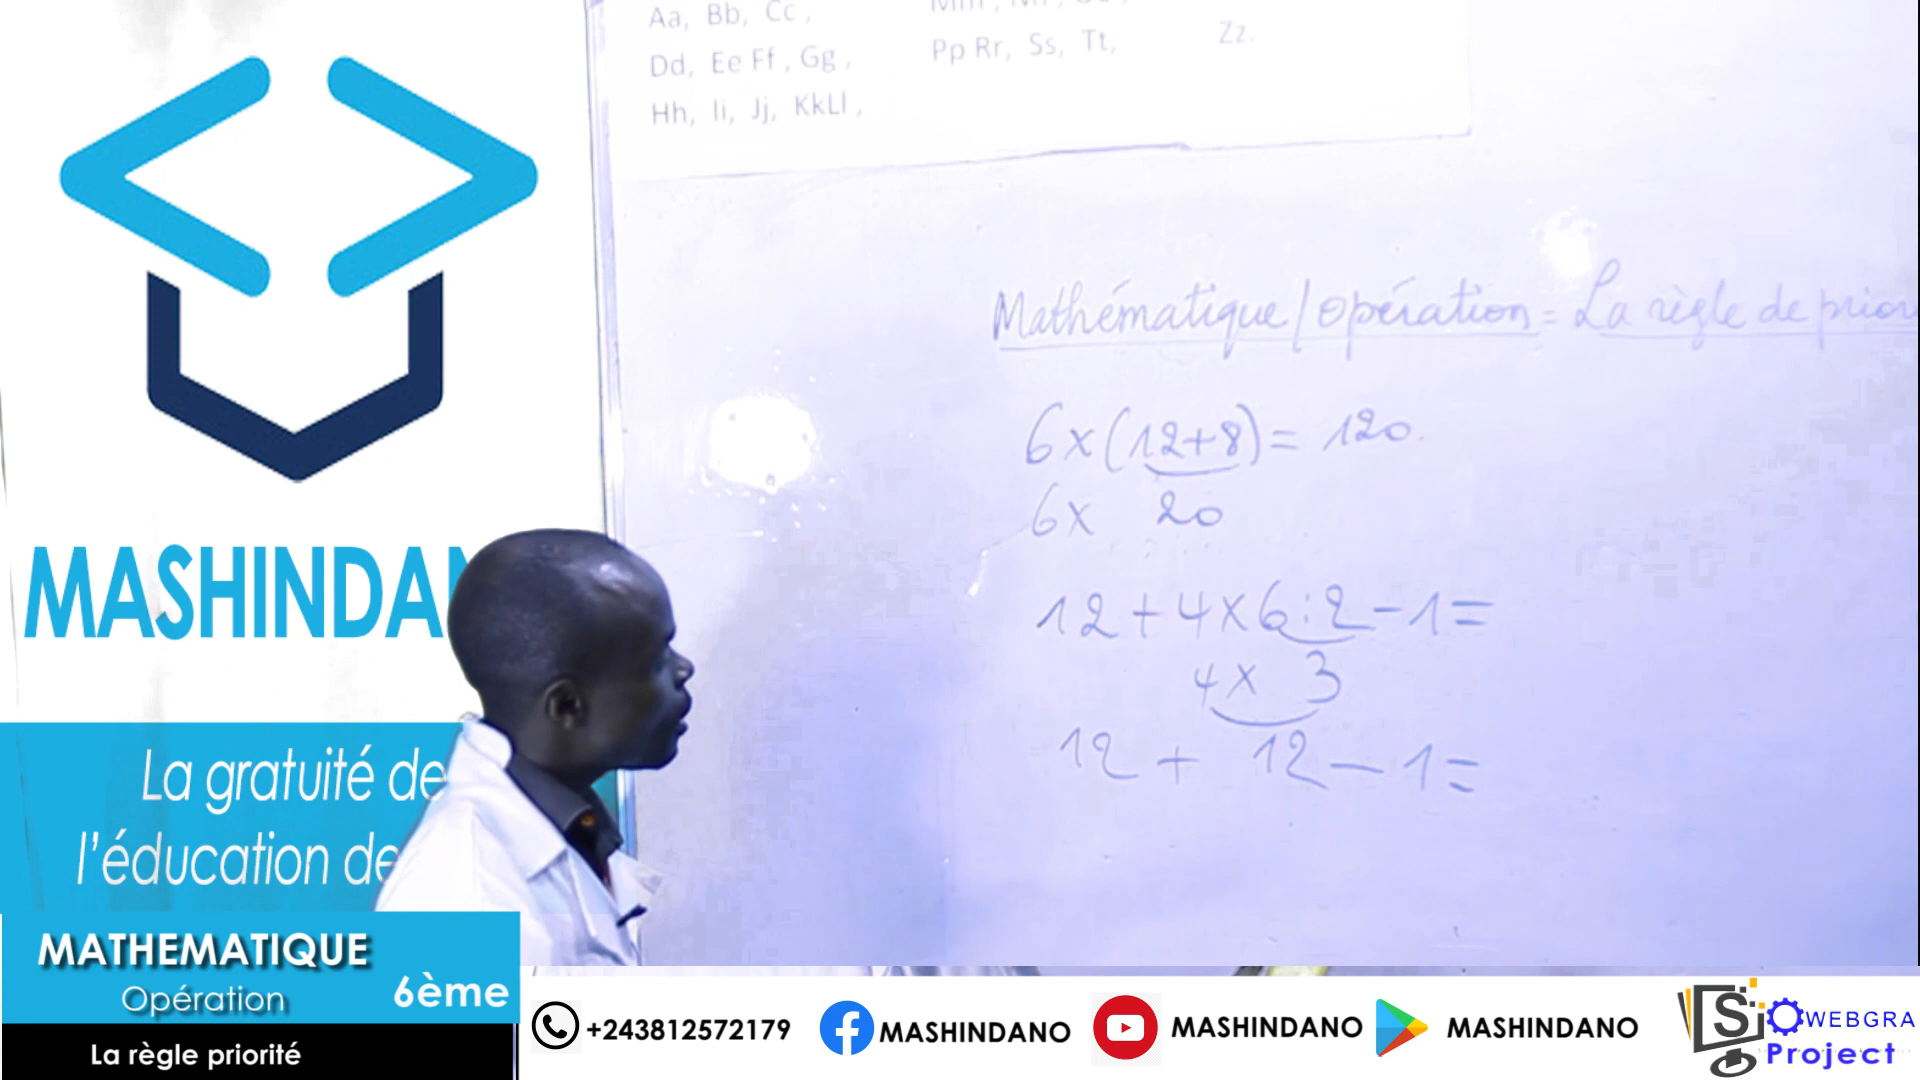 Aa, Bb, Cc,
Dd, Ee Ff, Gg,
Hh, Ii, Jj, KkLl,
Pp Rr, Ss, Tt,
Zz.
Mathématique / opération = La règle de
6x(12+8)= 120.
6x 20
12+4x6:2-1=
4x 3
12 + 12-1=
MASHINDA
La gratuité de
l'éducation de
MATHEMATIQUE
Opération
6ème
La règle priorité
+243812572179
MASHINDANO
MASHINDANO
MASHINDANO
WEBGRA
Project